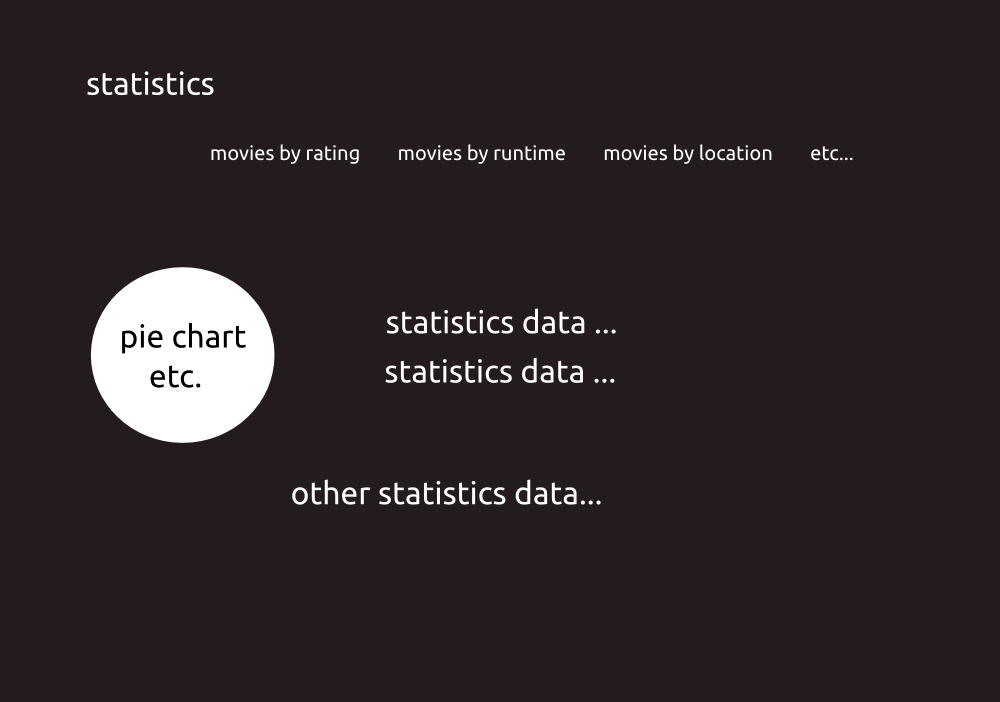 statistics
movies by rating movies by runtime movies by location etc...
pie chart
etc.
statistics data ...
statistics data ...
other statistics data...